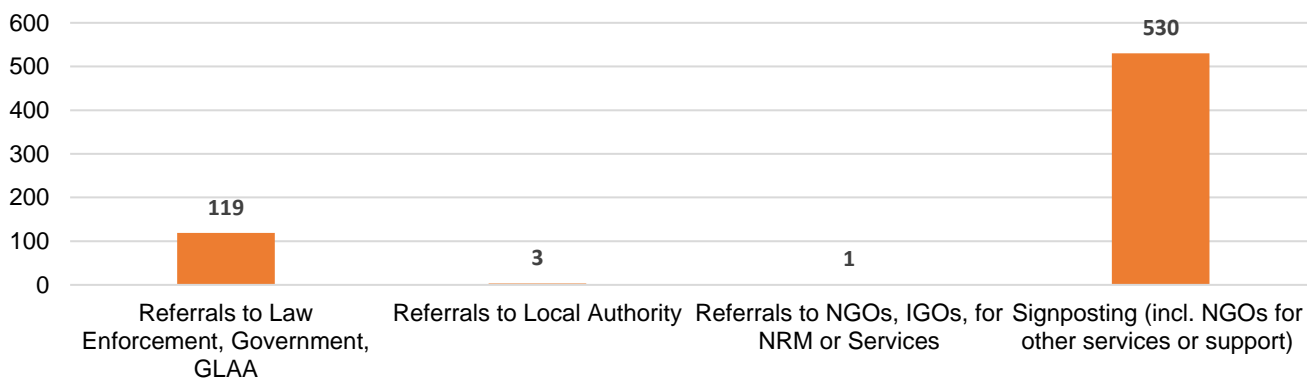 600
500
400
300
200
100
0
119
3
1
530
Referrals to Law
Enforcement, Government,
GLAA
Referrals to Local Authority
Referrals to NGOs, IGOs, for
NRM or Services
Signposting (incl. NGOs for
other services or support)